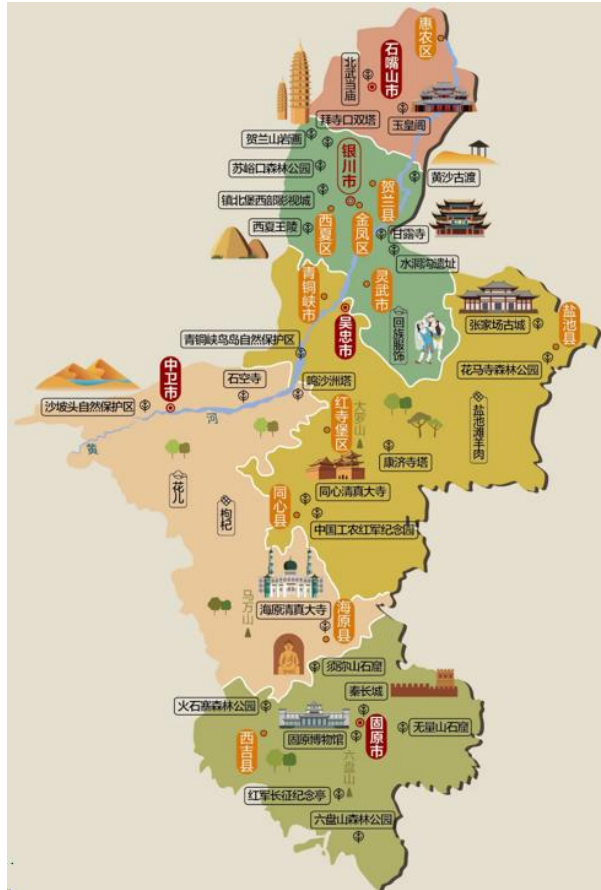 惠农区
石嘴山市
北武当庙
拜寺口双塔
玉皇阁
贺兰山岩画
银川市
苏峪口森林公园
贺兰县
黄沙古渡
镇北堡西部影视城
西夏王陵
西夏区
金凤区
甘露寺
水洞沟遗址
青铜峡市
灵武市
吴忠市
回族服饰
张家场古城
盐池县
青铜峡鸟岛自然保护区
花马寺森林公园
中卫市
石空寺
鸣沙洲塔
沙坡头自然保护区
黄
河
红寺堡区
大罗山
盐池滩羊肉
康济寺塔
花儿
枸杞
同心清真大寺
同心县
中国工农红军纪念园
马万山
海原清真大寺
海原县
须弥山石窟
秦长城
火石寨森林公园
西吉县
固原博物馆
固原市
无量山石窟
六盘山
红军长征纪念亭
六盘山森林公园